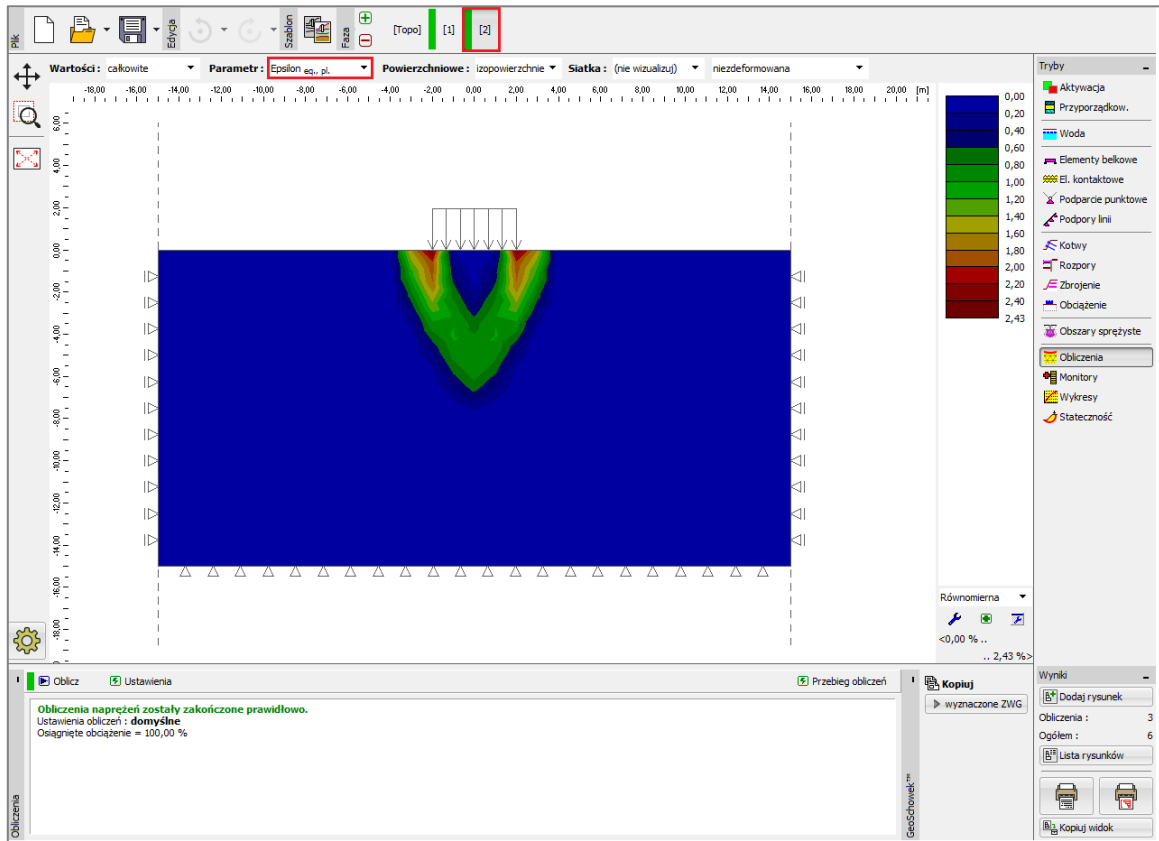 Plik
Edycja
Szablon
Faza
[Topo] [1] [2]
Wartości : całkowite Parametr : Epsilon eq., pl. Powierzchniowe : izopowierzchnie Siatka : (nie wizualizuj) niezdeformowana
-18,00 -16,00 -14,00 -12,00 -10,00 -8,00 -6,00 -4,00 -2,00 0,00 2,00 4,00 6,00 8,00 10,00 12,00 14,00 16,00 18,00 20,00 [m]
6,00
4,00
2,00
0,00
-2,00
-4,00
-6,00
-8,00
-10,00
-12,00
-14,00
-16,00
-18,00
0,00
0,20
0,40
0,60
0,80
1,00
1,20
1,40
1,60
1,80
2,00
2,20
2,40
2,43
Równomierna
<0,00 % ..
.. 2,43 %>
Tryby
Aktywacja
Przyporządkow.
Woda
Elementy belkowe
El. kontaktowe
Podparcie punktowe
Podpory linii
Kotwy
Rozpory
Zbrojenie
Obciążenie
Obszary sprężyste
Obliczenia
Monitory
Wykresy
Stateczność
Oblicz Ustawienia Przebieg obliczeń
Obliczenia naprężeń zostały zakończone prawidłowo.
Ustawienia obliczeń : domyślne
Osiągnięte obciążenie = 100,00 %
Obliczenia
GeoSchowek™
Kopiuj
wyznaczone ZWG
Wyniki
Dodaj rysunek
Obliczenia : 3
Ogółem : 6
Lista rysunków
Kopiuj widok